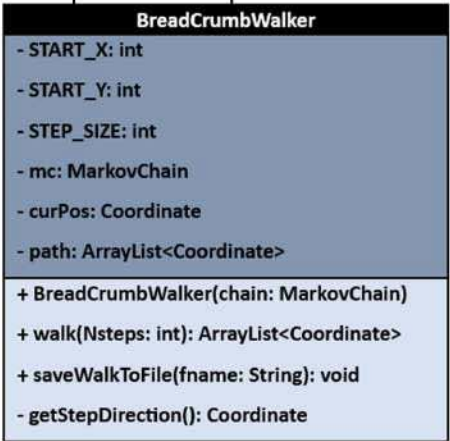 BreadCrumbWalker
- START_X: int
- START_Y: int
- STEP_SIZE: int
- mc: MarkovChain
- curPos: Coordinate
- path: ArrayList<Coordinate>
+ BreadCrumbWalker(chain: MarkovChain)
+ walk(Nsteps: int): ArrayList<Coordinate>
+ saveWalkToFile(fname: String): void
- getStepDirection(): Coordinate